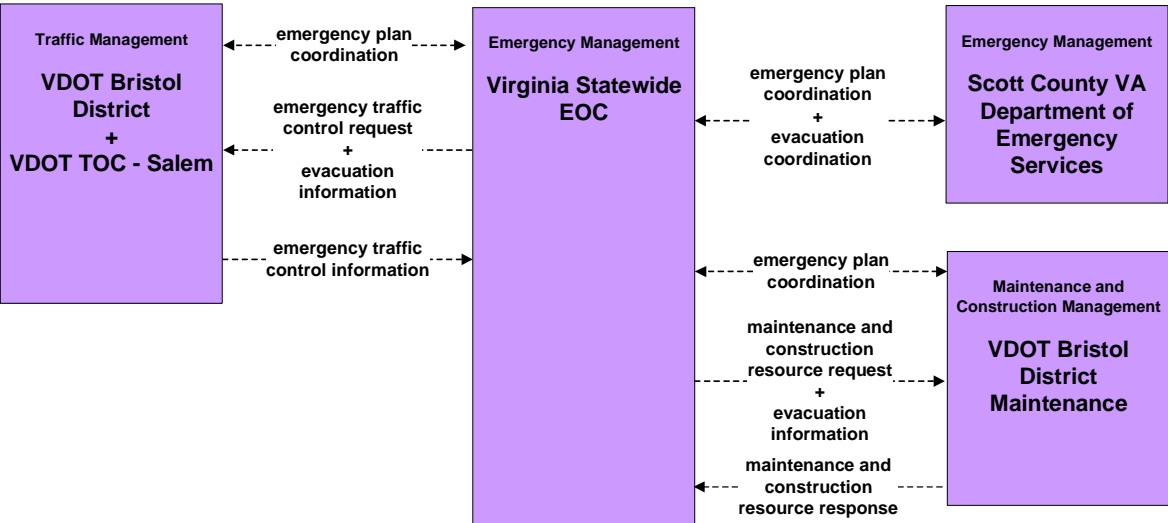 Traffic Management
VDOT Bristol
District
+
VDOT TOC - Salem
emergency plan
coordination
emergency traffic
control request
+
evacuation
information
emergency traffic
control information
Emergency Management
Virginia Statewide
EOC
emergency plan
coordination
+
evacuation
coordination
Emergency Management
Scott County VA
Department of
Emergency
Services
emergency plan
coordination
maintenance and
construction
resource request
+
evacuation
information
maintenance and
construction
resource response
Maintenance and
Construction Management
VDOT Bristol
District
Maintenance